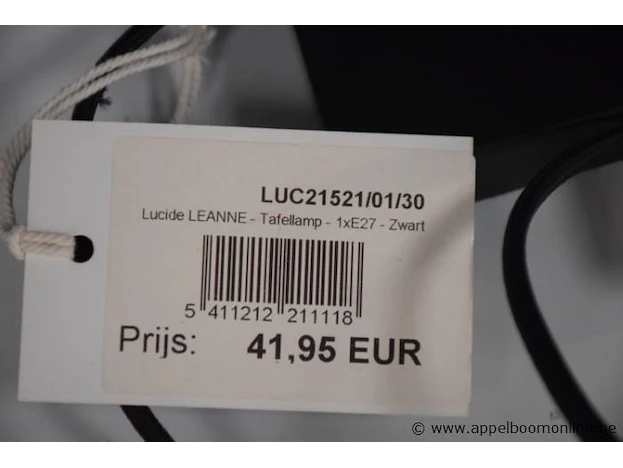 LUC21521/01/30
Lucide LEANNE - Tafellamp - 1xE27 - Zwart
5 411212 211118
Prijs: 41,95 EUR
© www.appelboomonline.be